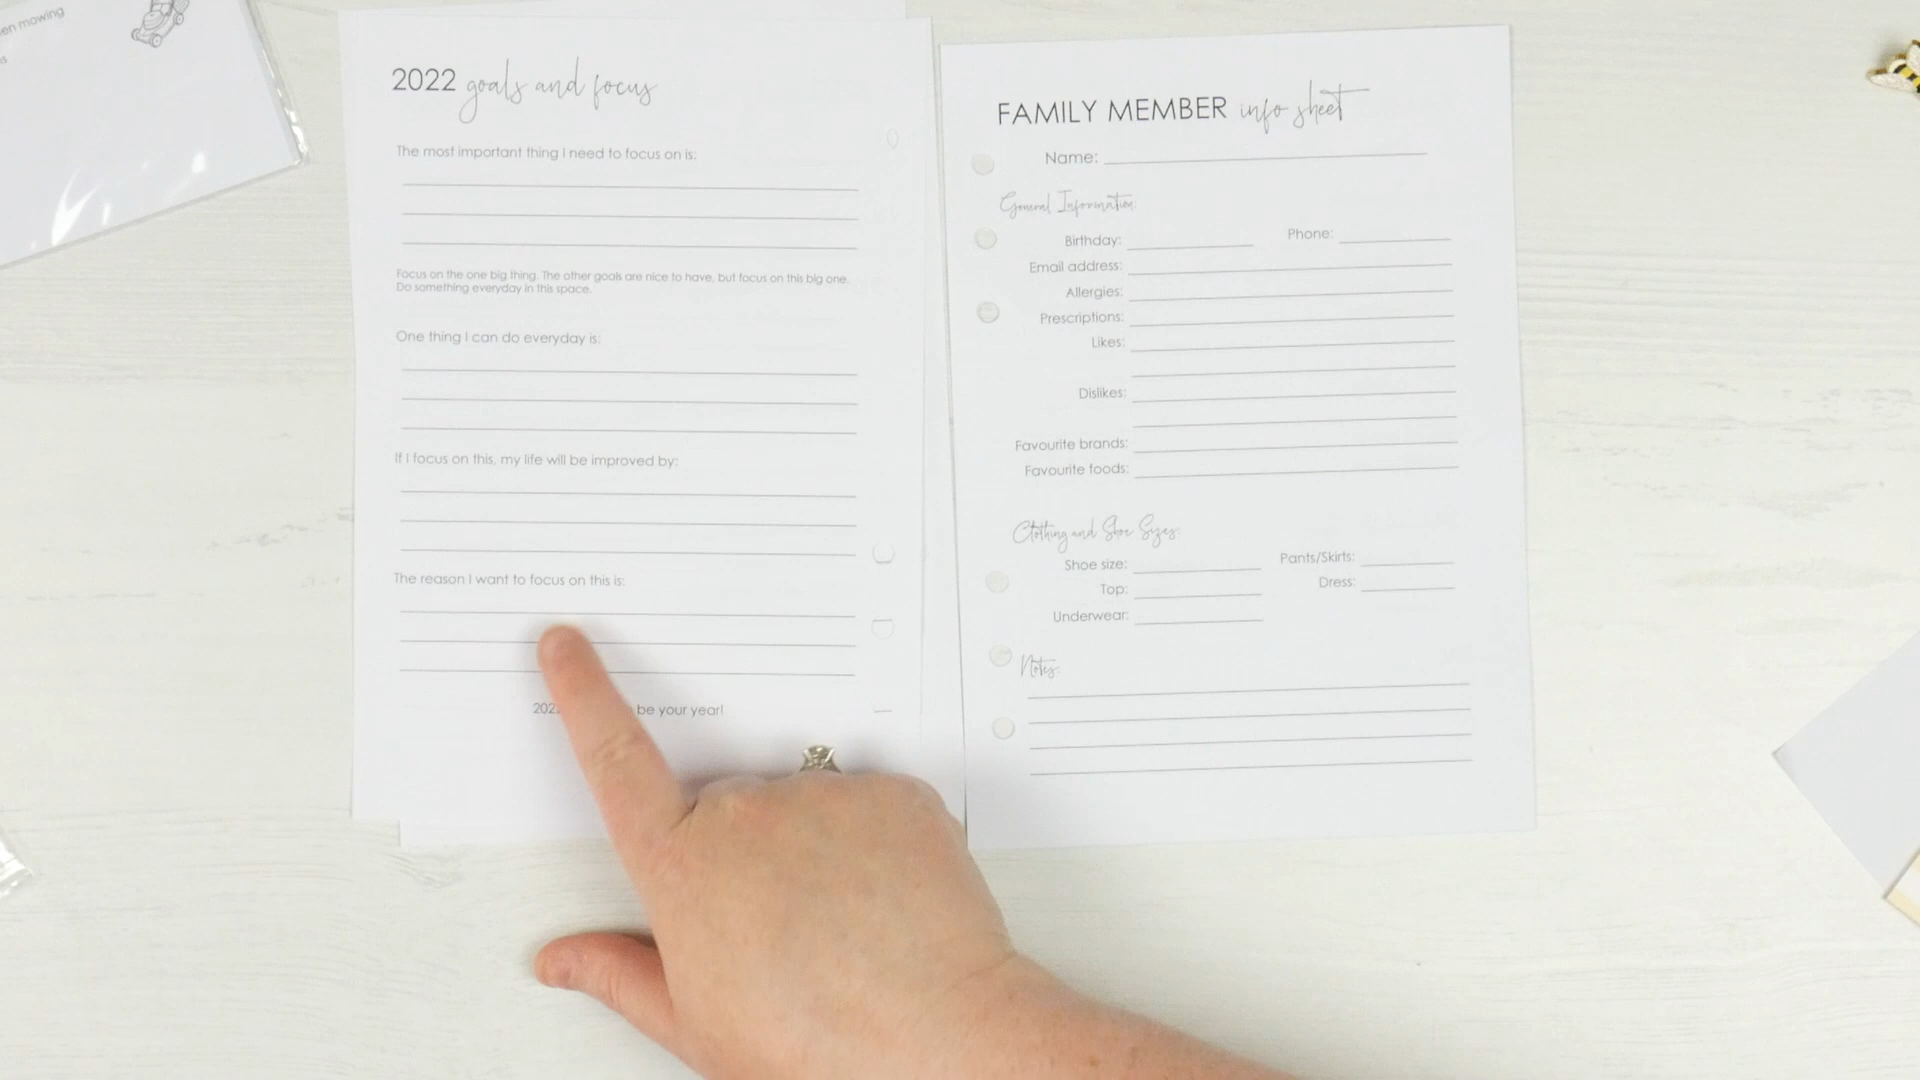 en mowing
s
2022 goals and focus
The most important thing I need to focus on is:
Focus on the one big thing. The other goals are nice to have, but focus on this big one.
Do something everyday in this space.
One thing I can do everyday is:
If I focus on this, my life will be improved by:
The reason I want to focus on this is:
202 be your year!
FAMILY MEMBER info sheet
Name:
General Information:
Birthday: Phone:
Email address:
Allergies:
Prescriptions:
Likes:
Dislikes:
Favourite brands:
Favourite foods:
Clothing and Shoe Sizes:
Shoe size: Pants/Skirts:
Top: Dress:
Underwear:
Notes: